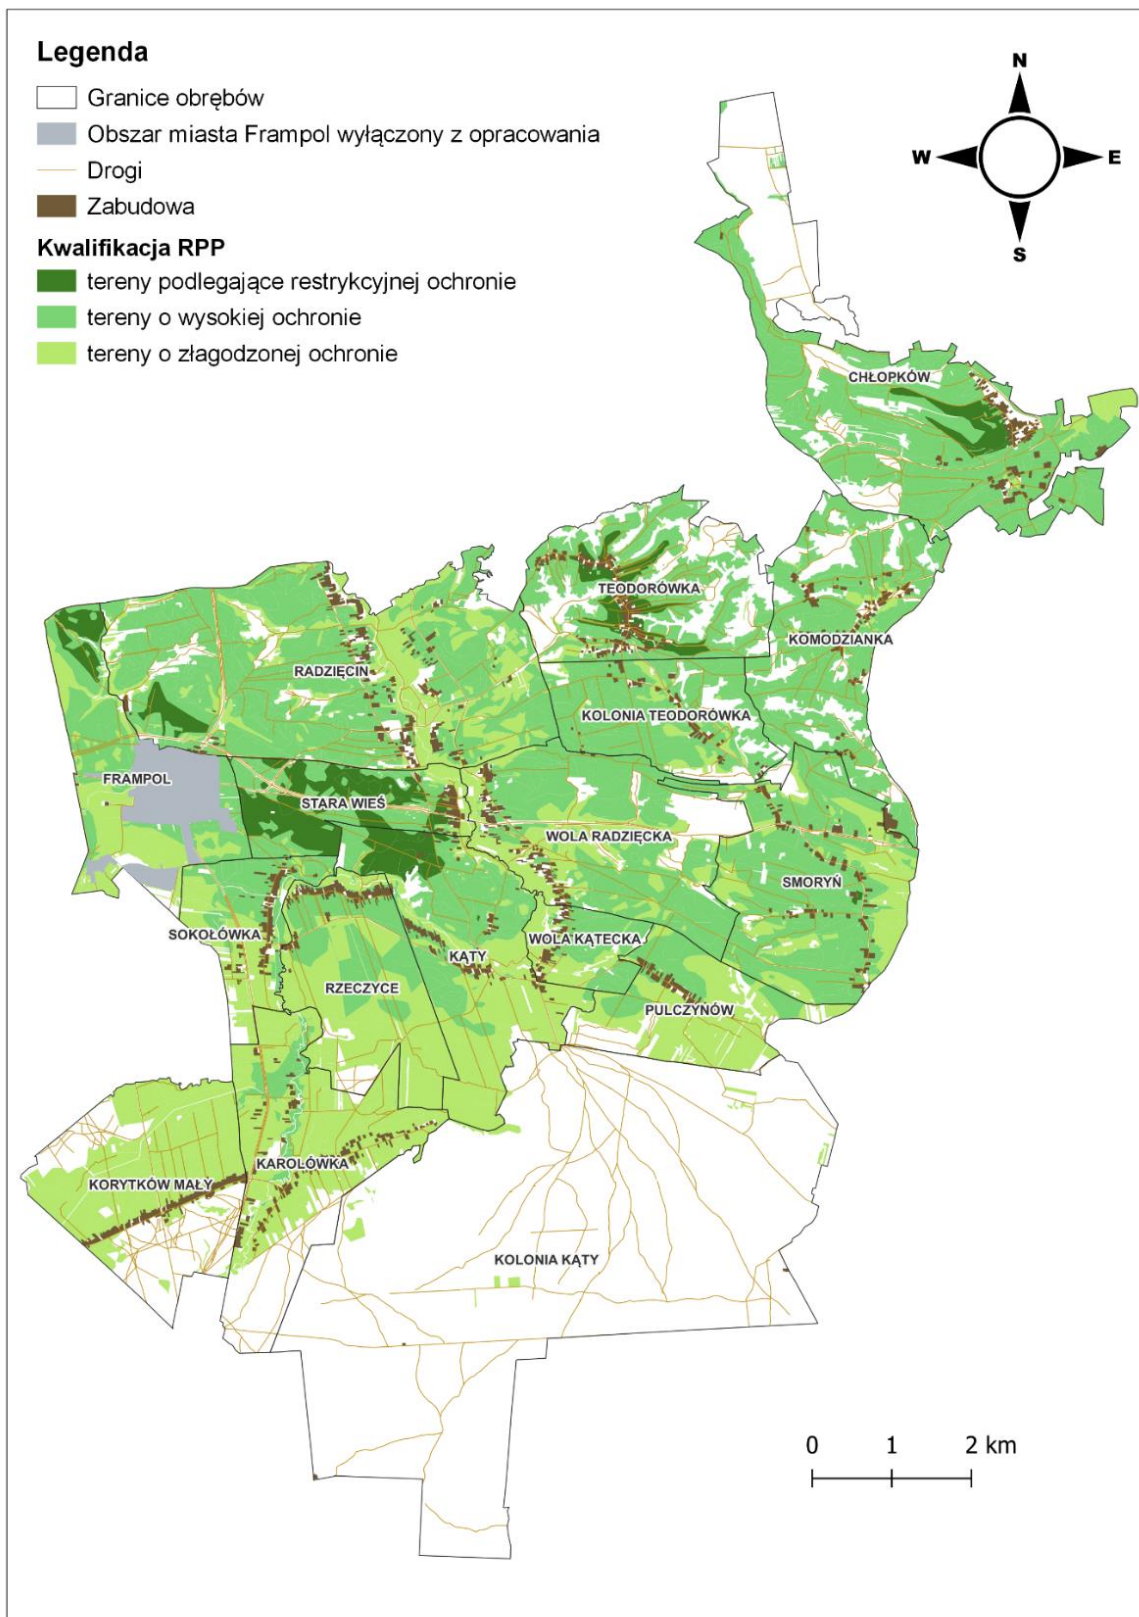 Legenda
Granice obrębów
Obszar miasta Frampol wyłączony z opracowania
Drogi
Zabudowa
Kwalifikacja RPP
tereny podlegające restrykcyjnej ochronie
tereny o wysokiej ochronie
tereny o złagodzonej ochronie
N
W
E
S
CHŁOPKÓW
TEODORÓWKA
KOMODZIANKA
RADZIĘCIN
KOLONIA TEODORÓWKA
FRAMPOL
STARA WIEŚ
WOLA RADZIĘCKA
SMORYŃ
SOKOŁÓWKA
WOLA KĄTECKA
KĄTY
RZECZYCE
PULCZYNÓW
KAROLÓWKA
KORYTKÓW MAŁY
KOLONIA KĄTY
0 1 2 km